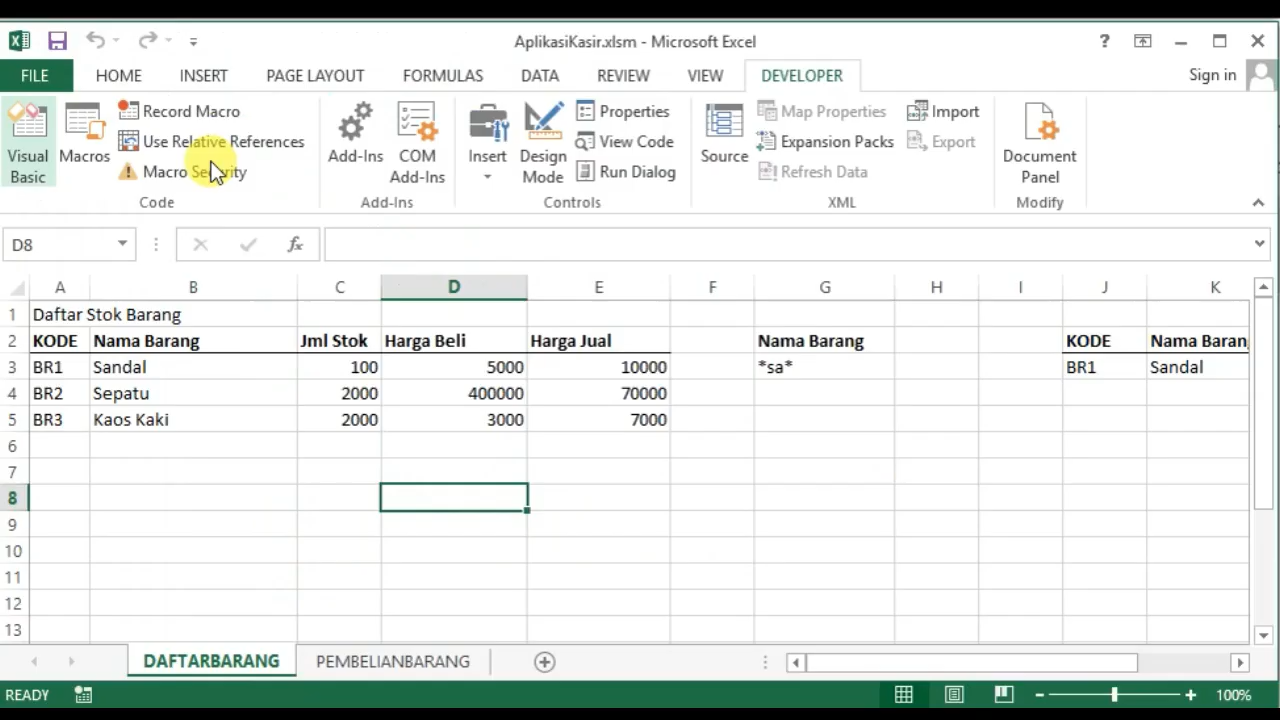 AplikasiKasir.xlsm - Microsoft Excel
?
FILE HOME INSERT PAGE LAYOUT FORMULAS DATA REVIEW VIEW DEVELOPER Sign in
Visual Basic
Macros
Record Macro
Use Relative References
Macro Security
Code
Add-Ins
COM Add-Ins
Add-Ins
Insert
Design Mode
Properties
View Code
Run Dialog
Controls
Source
Map Properties
Expansion Packs
Refresh Data
Import
Export
XML
Document Panel
Modify
D8 fx
A B C D E F G H I J K
1 Daftar Stok Barang
2 KODE Nama Barang Jml Stok Harga Beli Harga Jual Nama Barang KODE Nama Barang
3 BR1 Sandal 100 5000 10000 *sa* BR1 Sandal
4 BR2 Sepatu 2000 400000 70000
5 BR3 Kaos Kaki 2000 3000 7000
6
7
8
9
10
11
12
13
DAFTARBARANG PEMBELIANBARANG
READY 100%